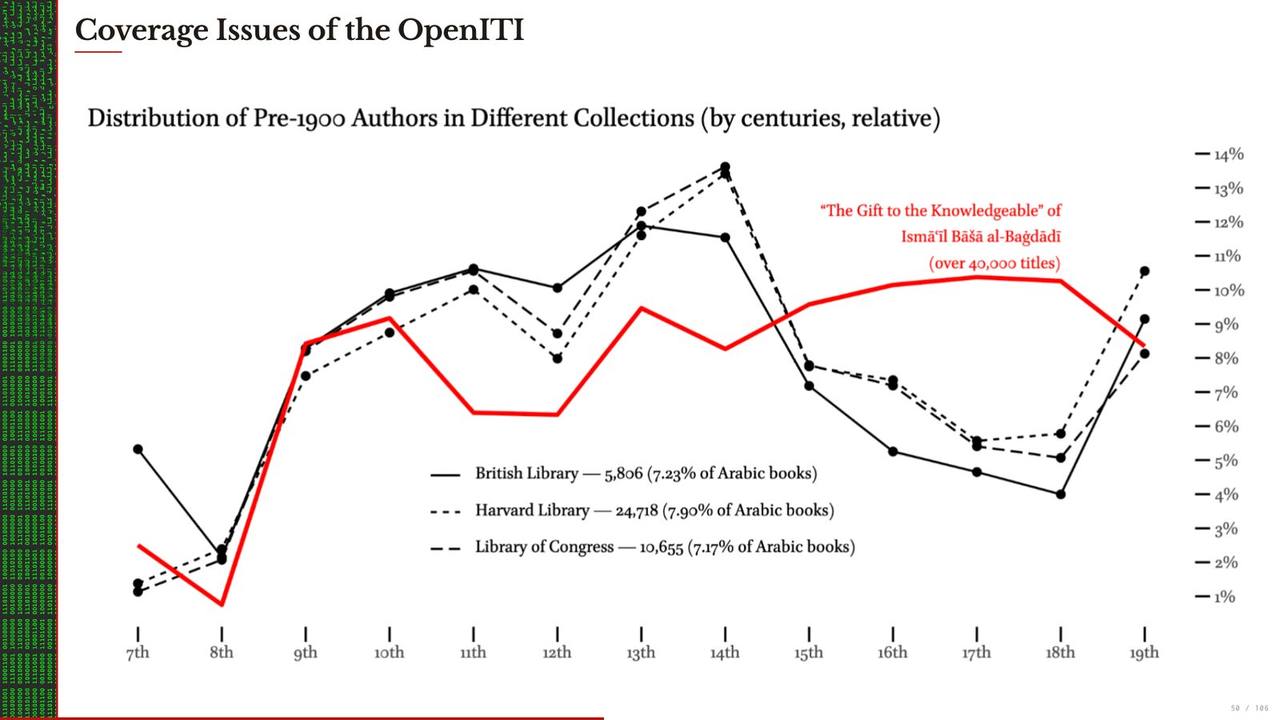 Coverage Issues of the OpenITI
Distribution of Pre-1900 Authors in Different Collections (by centuries, relative)
14%
13%
12%
11%
10%
9%
8%
7%
6%
5%
4%
3%
2%
1%
“The Gift to the Knowledgeable” of
Ismāʿīl Bāšā al-Baġdādī
(over 40,000 titles)
British Library — 5,806 (7.23% of Arabic books)
Harvard Library — 24,718 (7.90% of Arabic books)
Library of Congress — 10,655 (7.17% of Arabic books)
7th 8th 9th 10th 11th 12th 13th 14th 15th 16th 17th 18th 19th
50 / 106